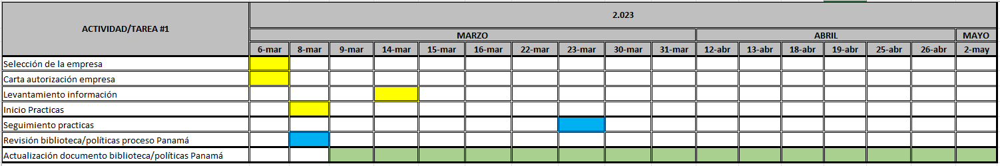 ACTIVIDAD/TAREA #1
2.023
MARZO ABRIL MAYO
6-mar 8-mar 9-mar 14-mar 15-mar 16-mar 22-mar 23-mar 30-mar 31-mar 12-abr 13-abr 18-abr 19-abr 25-abr 26-abr 2-may
Selección de la empresa
Carta autorización empresa
Levantamiento información
Inicio Practicas
Seguimiento practicas
Revisión biblioteca/políticas proceso Panamá
Actualización documento biblioteca/políticas Panamá